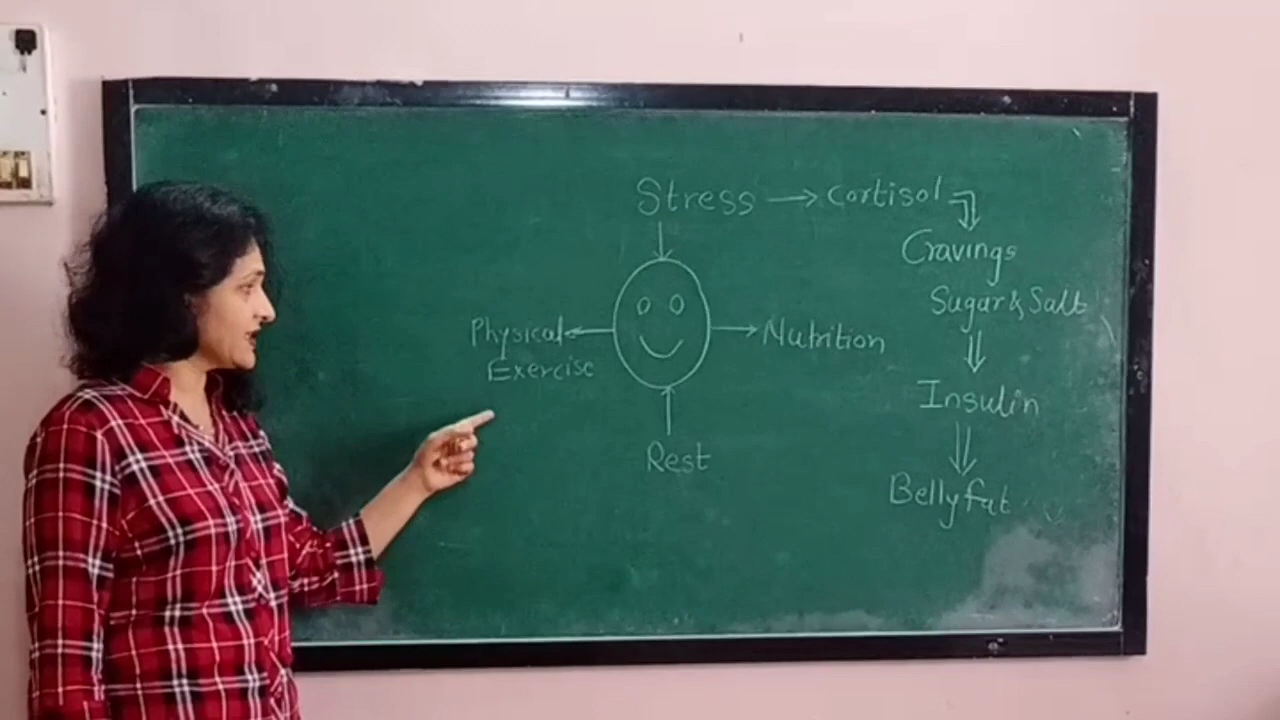 Stress → Cortisol
Cravings
Sugar & Salt
Physical
Exercise
Nutrition
Insulin
Rest
Belly fat